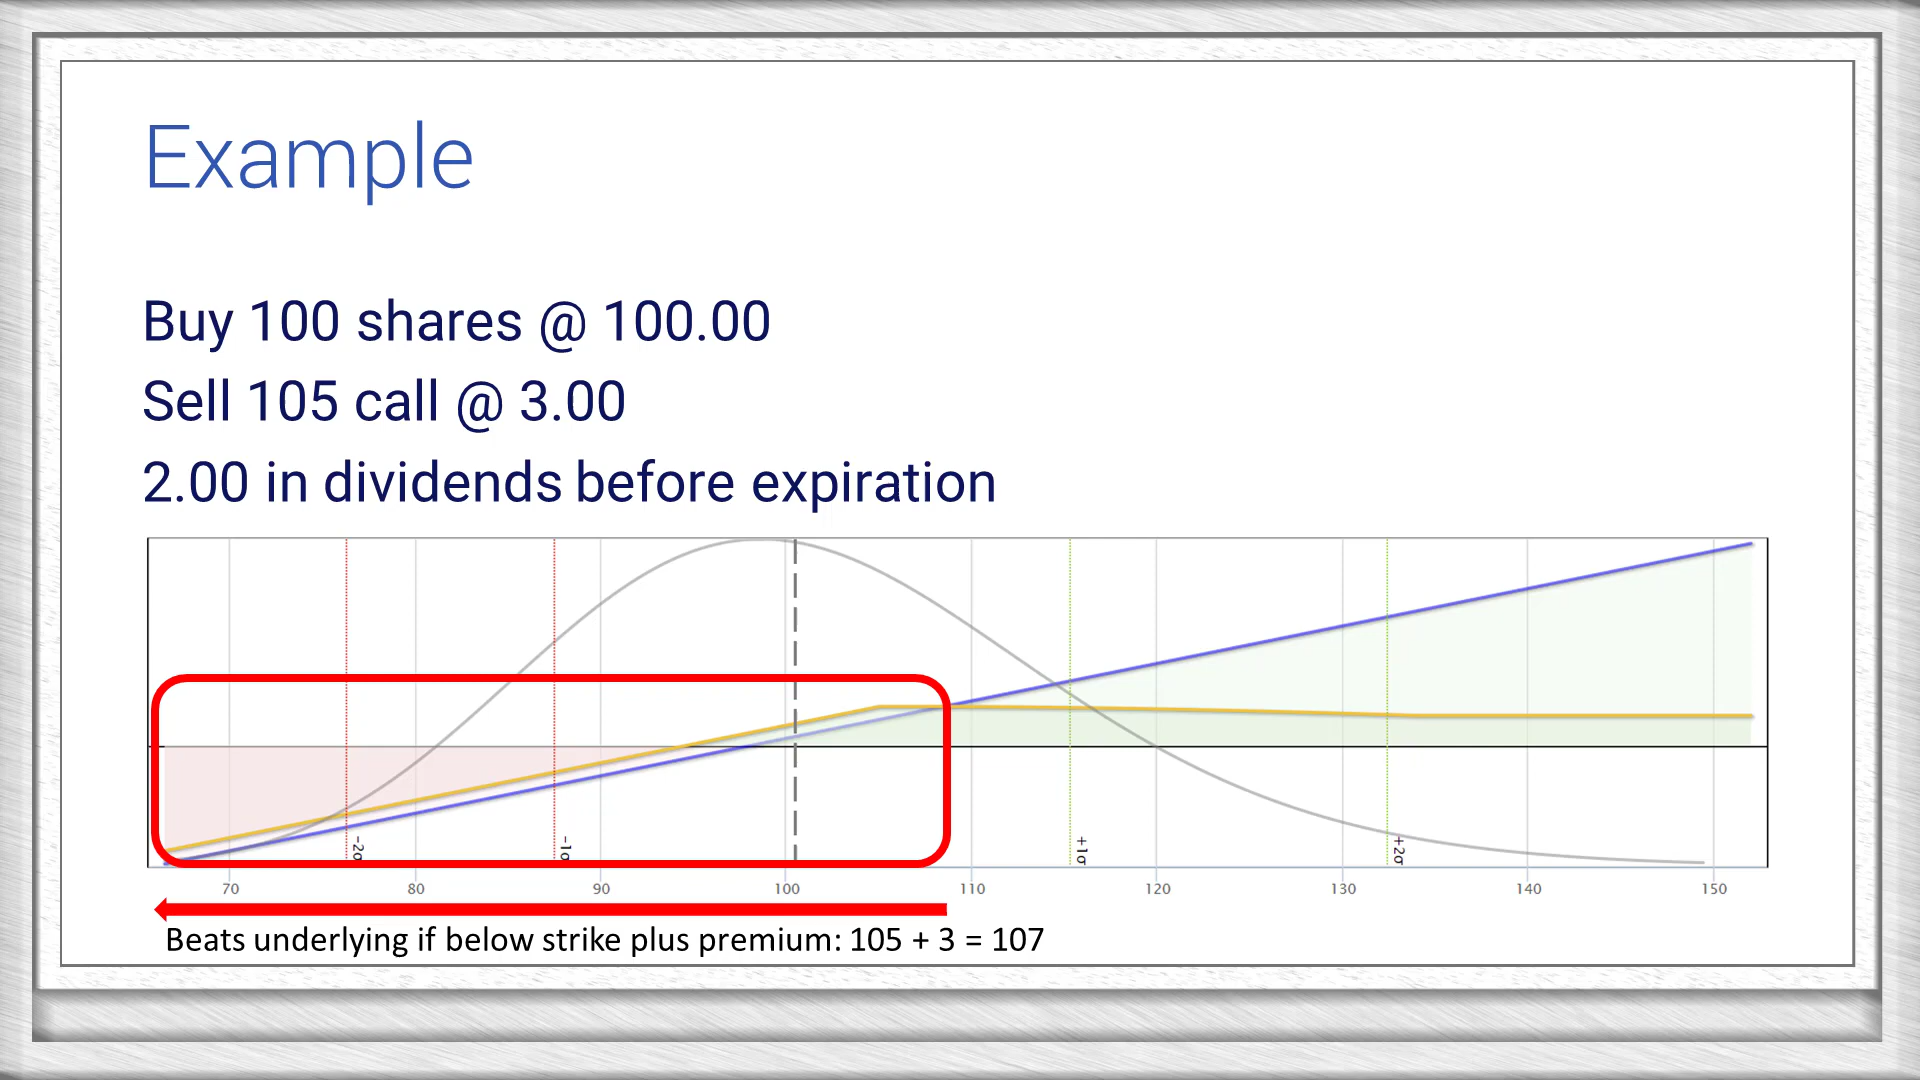 Example
Buy 100 shares @ 100.00
Sell 105 call @ 3.00
2.00 in dividends before expiration
-2σ -1σ +1σ +2σ
70 80 90 100 110 120 130 140 150
Beats underlying if below strike plus premium: 105 + 3 = 107